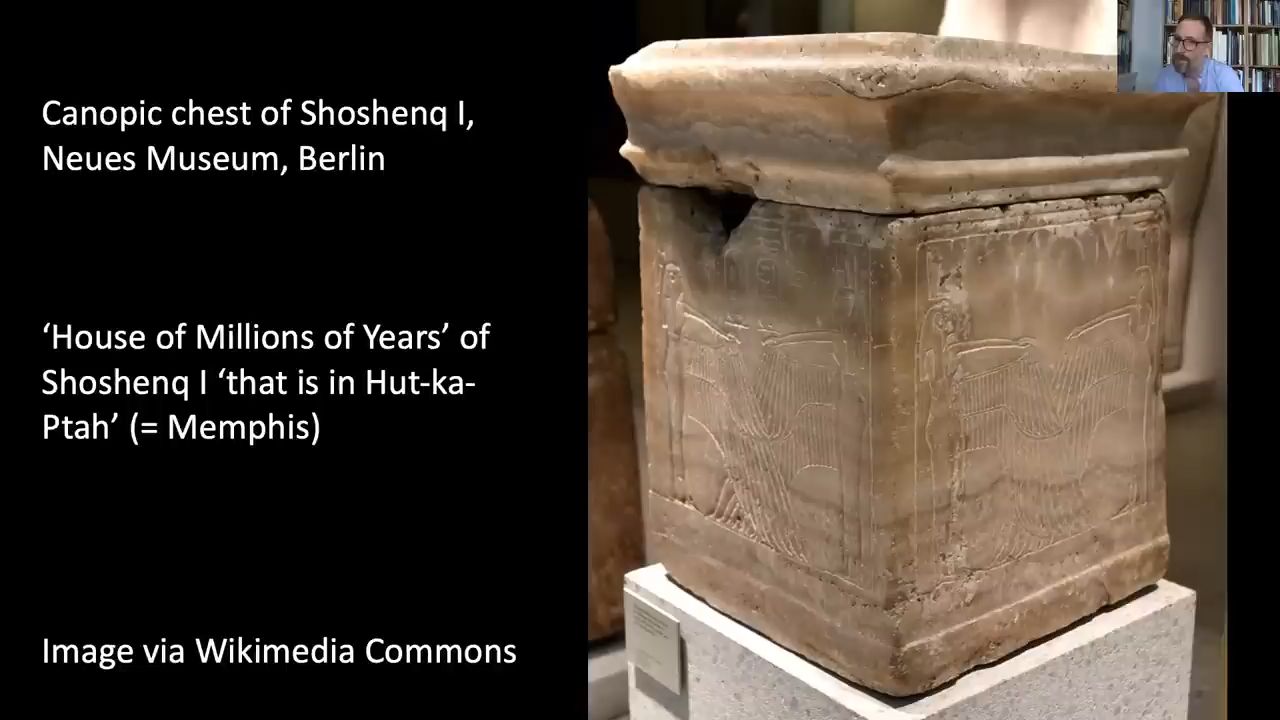 Canopic chest of Shoshenq I,
Neues Museum, Berlin
‘House of Millions of Years’ of
Shoshenq I ‘that is in Hut-ka-
Ptah’ (= Memphis)
Image via Wikimedia Commons